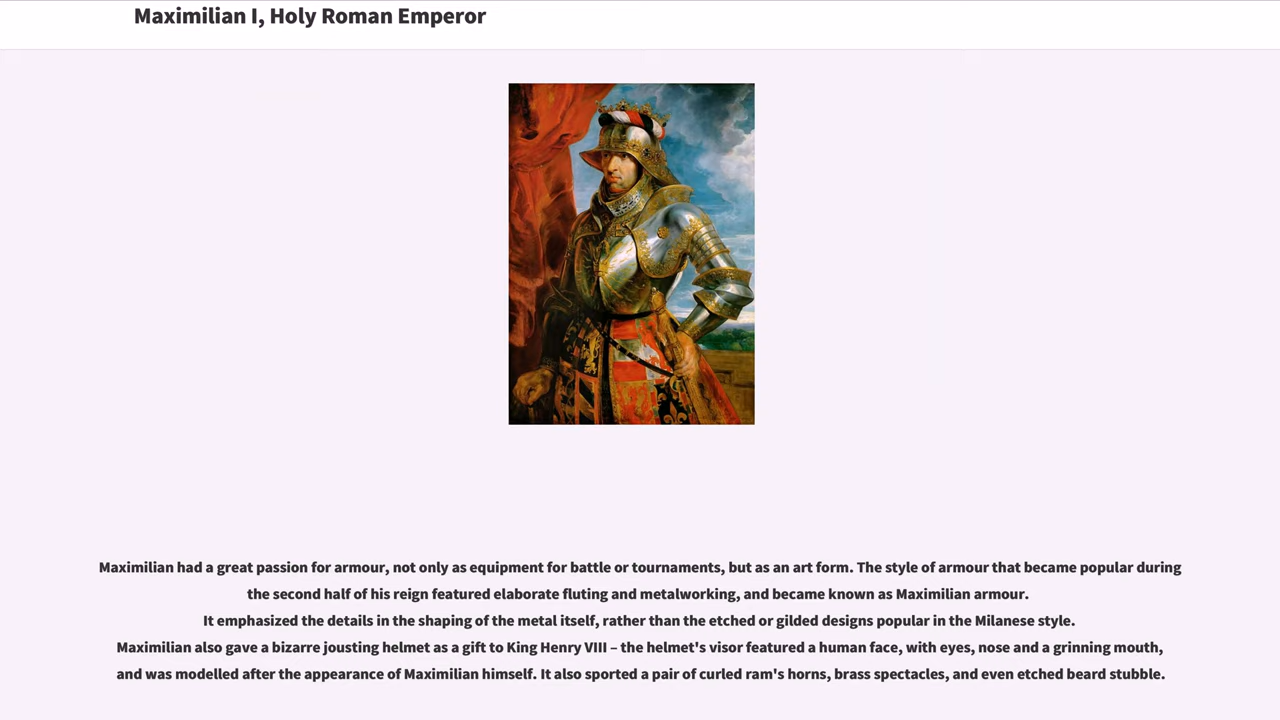 Maximilian I, Holy Roman Emperor
Maximilian had a great passion for armour, not only as equipment for battle or tournaments, but as an art form. The style of armour that became popular during
the second half of his reign featured elaborate fluting and metalworking, and became known as Maximilian armour.
It emphasized the details in the shaping of the metal itself, rather than the etched or gilded designs popular in the Milanese style.
Maximilian also gave a bizarre jousting helmet as a gift to King Henry VIII – the helmet's visor featured a human face, with eyes, nose and a grinning mouth,
and was modelled after the appearance of Maximilian himself. It also sported a pair of curled ram's horns, brass spectacles, and even etched beard stubble.